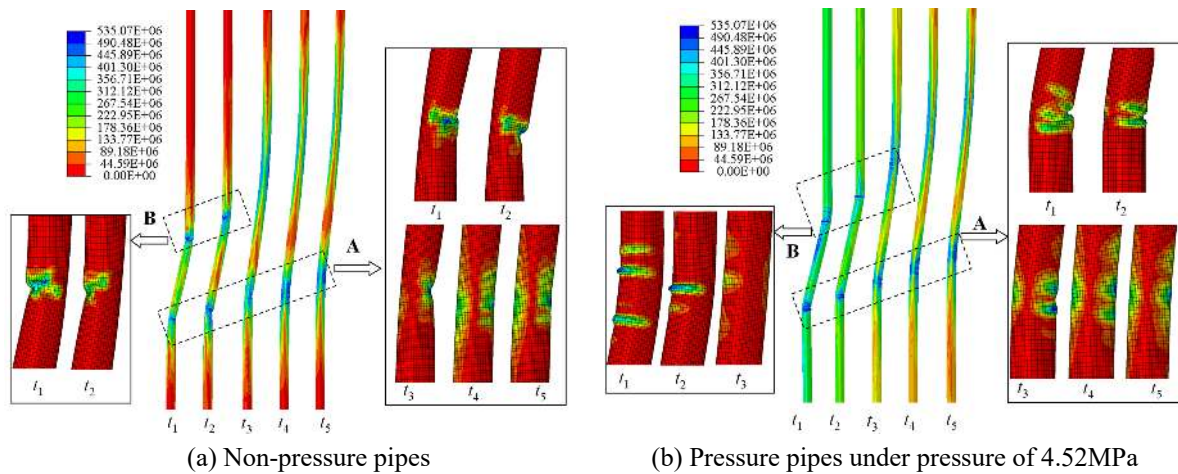 535.07E+06
490.48E+06
445.89E+06
401.30E+06
356.71E+06
312.12E+06
267.54E+06
222.95E+06
178.36E+06
133.77E+06
89.18 E+06
44.59E+06
0.00E+00
B
A
t1 t2
t1 t2
t3 t4 t5
t1 t2 t3 t4 t5
(a) Non-pressure pipes
535.07E+06
490.48E+06
445.89E+06
401.30E+06
356.71E+06
312.12E+06
267.54E+06
222.95E+06
178.36E+06
133.77E+06
89.18 E+06
44.59E+06
0.00E+00
B
A
t1 t2
t1 t2 t3
t3 t4 t5
t1 t2 t3 t4 t5
(b) Pressure pipes under pressure of 4.52MPa